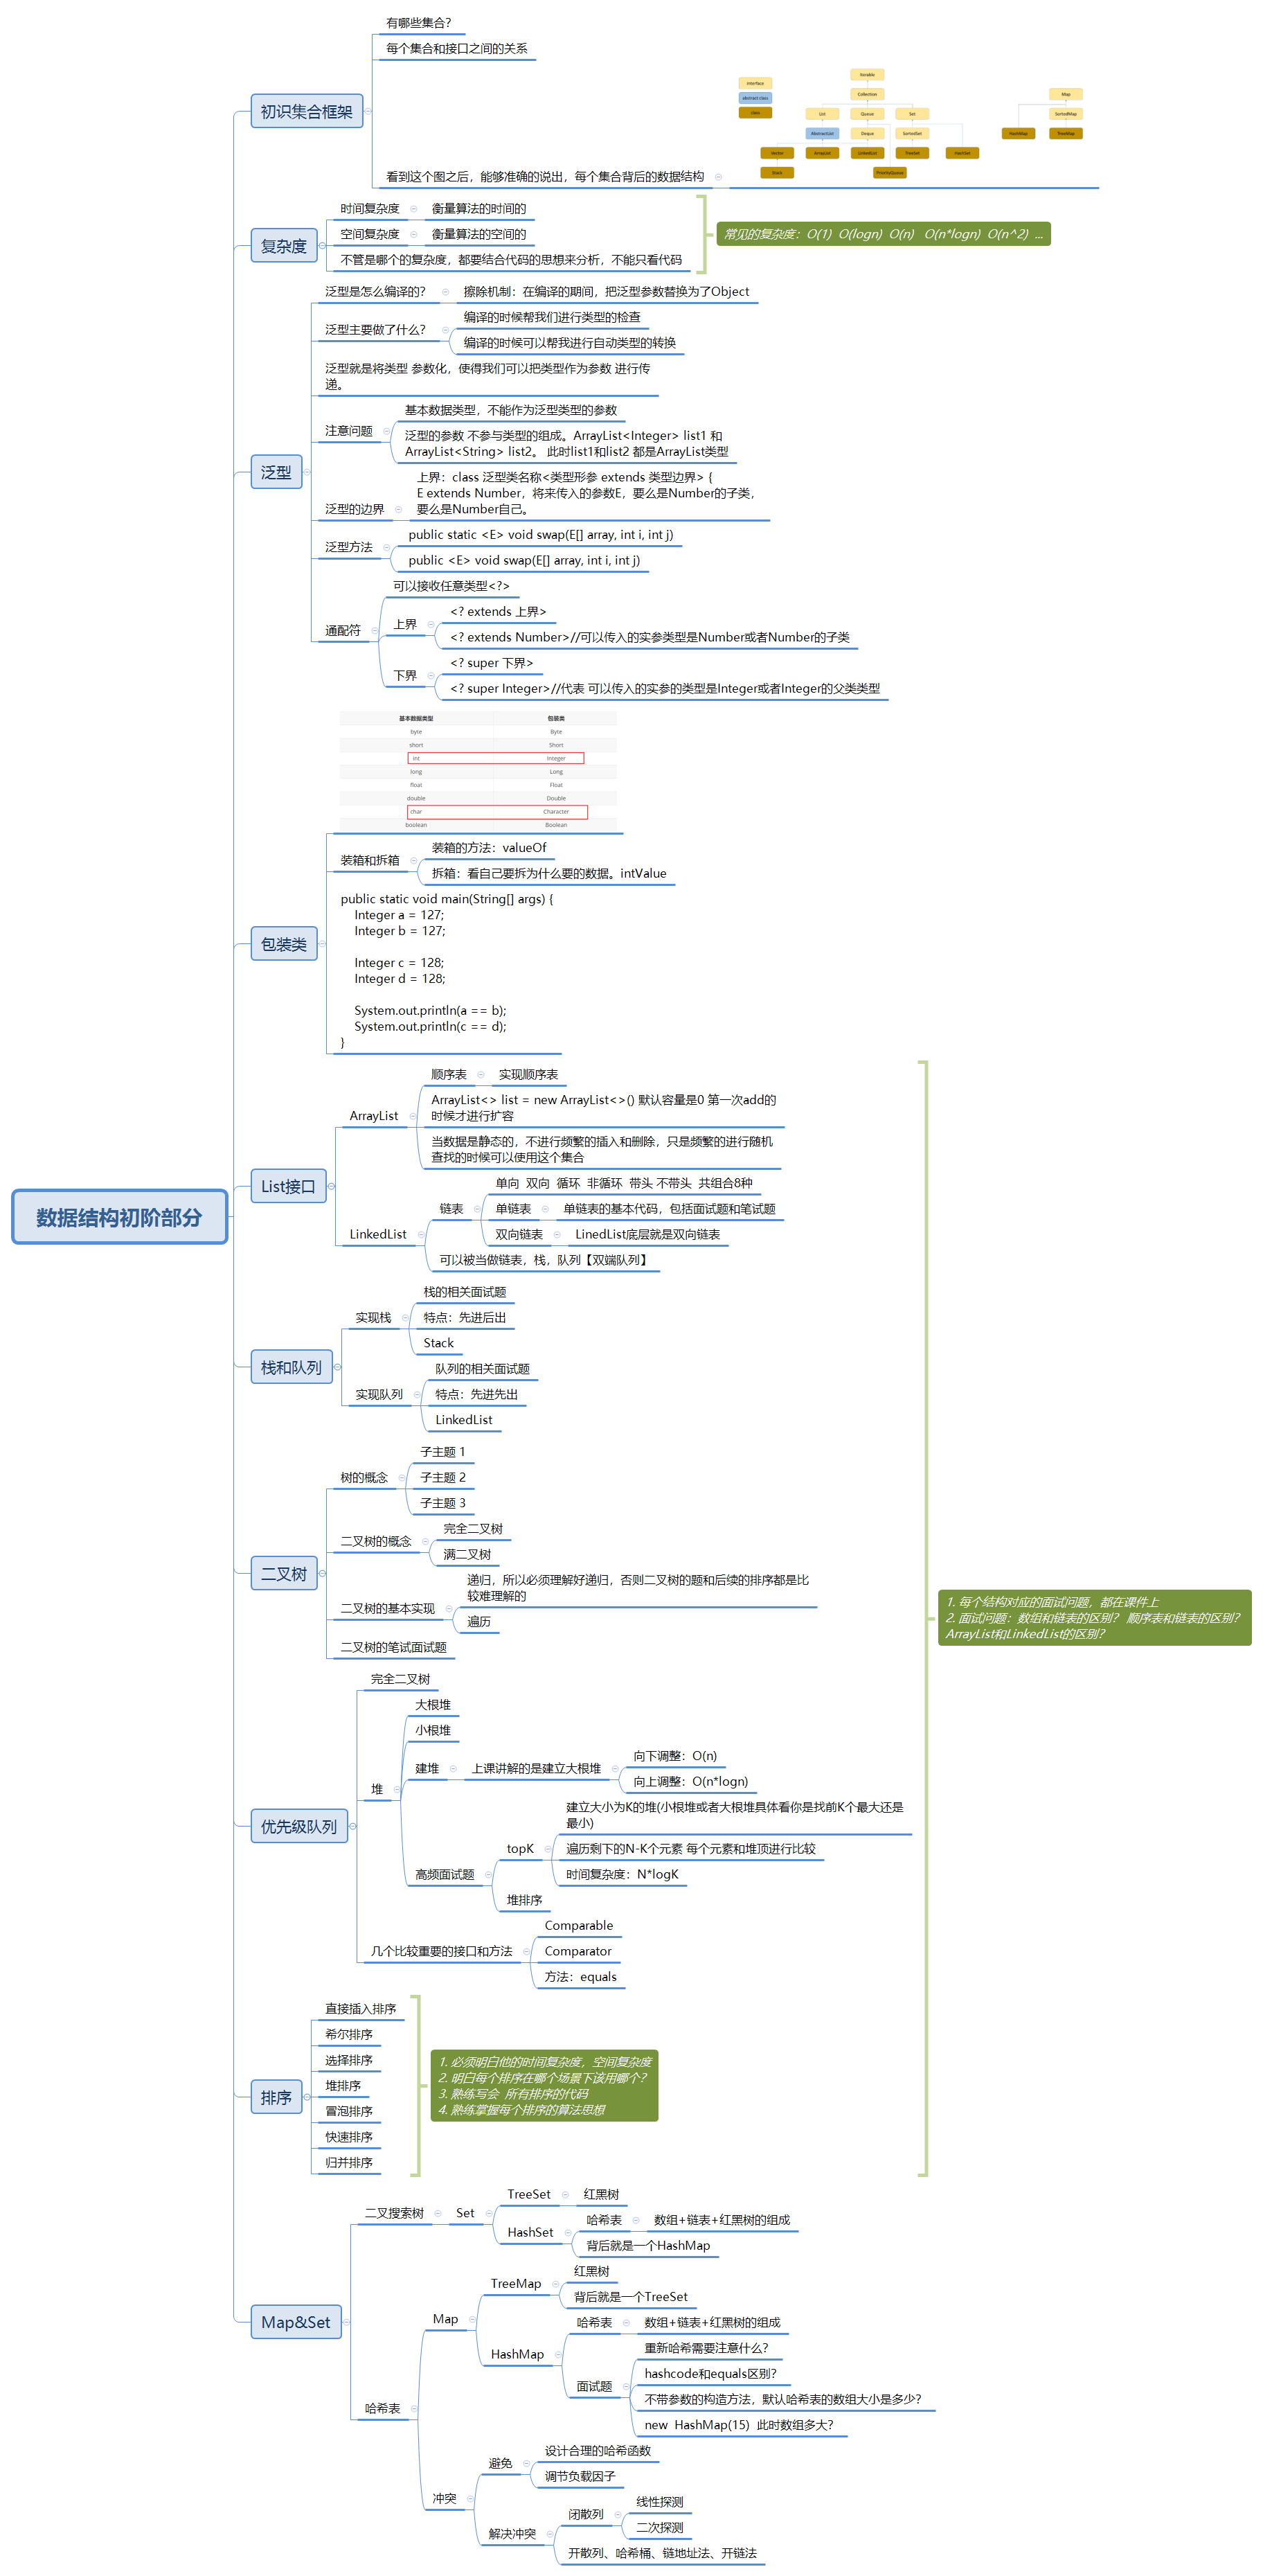 数据结构初阶部分
初识集合框架
有哪些集合?
每个集合和接口之间的关系
看到这个图之后，能够准确的说出，每个集合背后的数据结构
interface
abstract class
class
Iterable
Collection
List
Queue
Set
AbstractList
Deque
SortedSet
Vector
ArrayList
LinkedList
TreeSet
HashSet
Stack
PriorityQueue
Map
SortedMap
HashMap
TreeMap
复杂度
时间复杂度
衡量算法的时间的
空间复杂度
衡量算法的空间的
不管是哪个的复杂度，都要结合代码的思想来分析，不能只看代码
常见的复杂度：O(1) O(logn) O(n) O(n*logn) O(n^2) ...
泛型
泛型是怎么编译的?
擦除机制：在编译的期间，把泛型参数替换为了Object
泛型主要做了什么?
编译的时候帮我们进行类型的检查
编译的时候可以帮我进行自动类型的转换
泛型就是将类型 参数化，使得我们可以把类型作为参数 进行传
递。
注意问题
基本数据类型，不能作为泛型类型的参数
泛型的参数 不参与类型的组成。ArrayList<Integer> list1 和
ArrayList<String> list2。 此时list1和list2 都是ArrayList类型
泛型的边界
上界：class 泛型类名称<类型形参 extends 类型边界> {
E extends Number，将来传入的参数E，要么是Number的子类，
要么是Number自己。
泛型方法
public static <E> void swap(E[] array, int i, int j)
public <E> void swap(E[] array, int i, int j)
通配符
可以接收任意类型<?>
上界
<? extends 上界>
<? extends Number>//可以传入的实参类型是Number或者Number的子类
下界
<? super 下界>
<? super Integer>//代表 可以传入的实参的类型是Integer或者Integer的父类类型
包装类
基本数据类型 包装类
byte Byte
short Short
int Integer
long Long
float Float
double Double
char Character
boolean Boolean
装箱和拆箱
装箱的方法：valueOf
拆箱：看自己要拆为什么要的数据。intValue
public static void main(String[] args) {
Integer a = 127;
Integer b = 127;
Integer c = 128;
Integer d = 128;
System.out.println(a == b);
System.out.println(c == d);
}
List接口
ArrayList
顺序表
实现顺序表
ArrayList<> list = new ArrayList<>() 默认容量是0 第一次add的
时候才进行扩容
当数据是静态的，不进行频繁的插入和删除，只是频繁的进行随机
查找的时候可以使用这个集合
LinkedList
链表
单向 双向 循环 非循环 带头 不带头 共组合8种
单链表
单链表的基本代码，包括面试题和笔试题
双向链表
LinedList底层就是双向链表
可以被当做链表，栈，队列【双端队列】
栈和队列
实现栈
栈的相关面试题
特点：先进后出
Stack
实现队列
队列的相关面试题
特点：先进先出
LinkedList
二叉树
树的概念
子主题 1
子主题 2
子主题 3
二叉树的概念
完全二叉树
满二叉树
二叉树的基本实现
递归，所以必须理解好递归，否则二叉树的题和后续的排序都是比
较难理解的
遍历
二叉树的笔试面试题
1. 每个结构对应的面试问题，都在课件上
2. 面试问题：数组和链表的区别? 顺序表和链表的区别?
ArrayList和LinkedList的区别?
优先级队列
完全二叉树
堆
大根堆
小根堆
建堆
上课讲解的是建立大根堆
向下调整：O(n)
向上调整：O(n*logn)
高频面试题
topK
建立大小为K的堆(小根堆或者大根堆具体看你是找前K个最大还是
最小)
遍历剩下的N-K个元素 每个元素和堆顶进行比较
时间复杂度：N*logK
堆排序
几个比较重要的接口和方法
Comparable
Comparator
方法：equals
排序
直接插入排序
希尔排序
选择排序
堆排序
冒泡排序
快速排序
归并排序
1. 必须明白他的时间复杂度，空间复杂度
2. 明白每个排序在哪个场景下该用哪个?
3. 熟练写会 所有排序的代码
4. 熟练掌握每个排序的算法思想
Map&Set
二叉搜索树
Set
TreeSet
红黑树
HashSet
哈希表
数组+链表+红黑树的组成
背后就是一个HashMap
哈希表
Map
TreeMap
红黑树
背后就是一个TreeSet
HashMap
哈希表
数组+链表+红黑树的组成
面试题
重新哈希需要注意什么?
hashcode和equals区别?
不带参数的构造方法，默认哈希表的数组大小是多少?
new HashMap(15) 此时数组多大?
冲突
避免
设计合理的哈希函数
调节负载因子
解决冲突
闭散列
线性探测
二次探测
开散列、哈希桶、链地址法、开链法